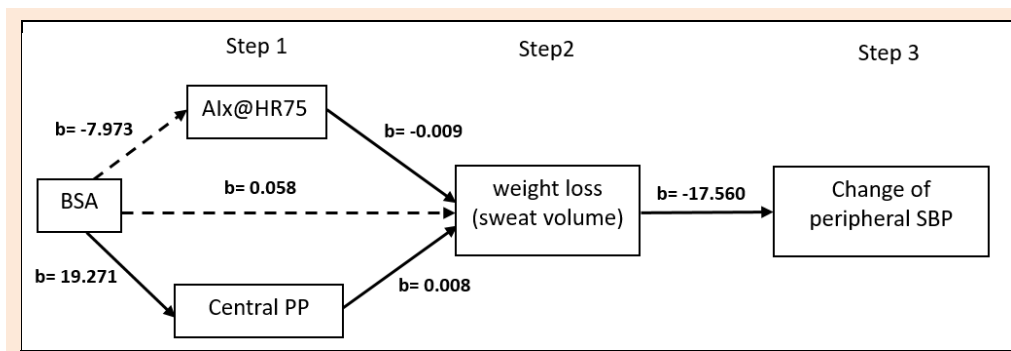 Step 1
Step2
Step 3
AIx@HR75
b= -7.973
b= -0.009
BSA
b= 0.058
weight loss
(sweat volume)
b= -17.560
Change of
peripheral SBP
b= 19.271
b= 0.008
Central PP